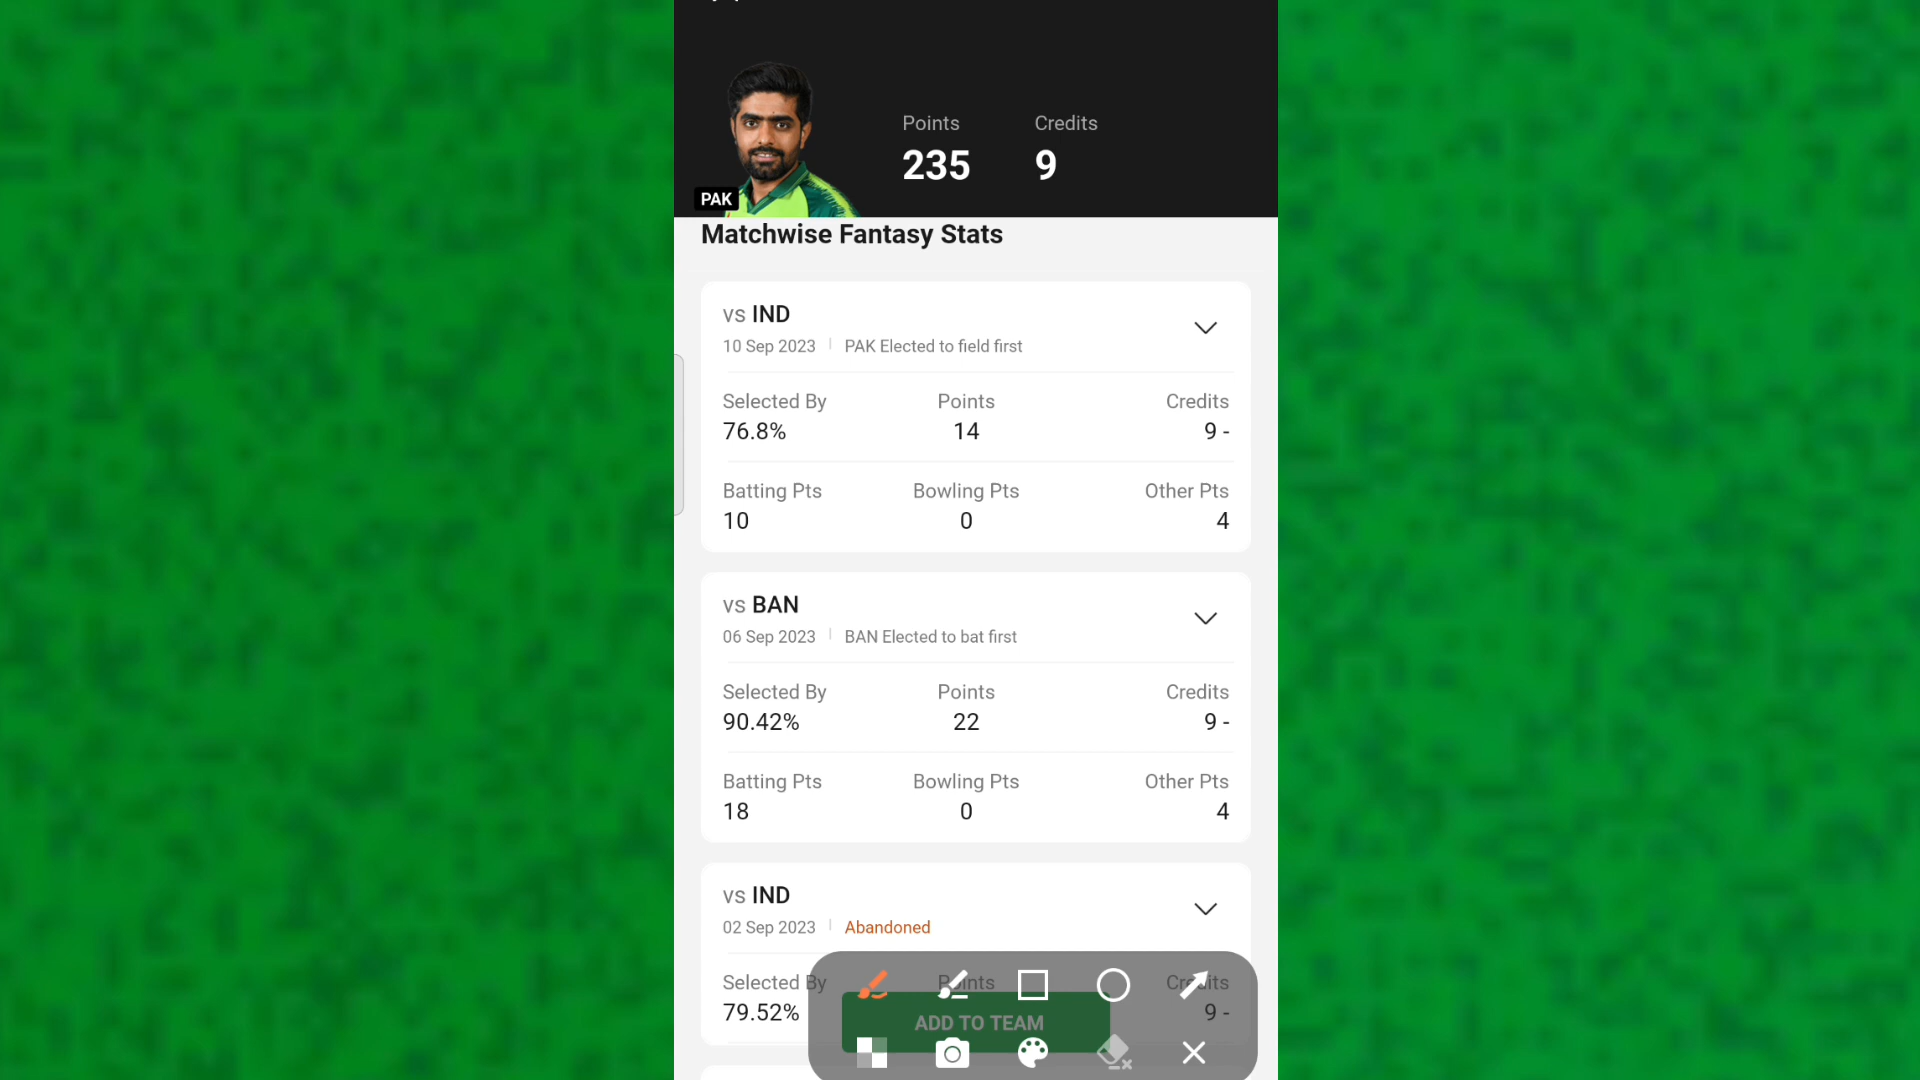 Points Credits
235 9
PAK
Matchwise Fantasy Stats
vs IND
10 Sep 2023 | PAK Elected to field first
Selected By Points Credits
76.8% 14 9 -
Batting Pts Bowling Pts Other Pts
10 0 4
vs BAN
06 Sep 2023 | BAN Elected to bat first
Selected By Points Credits
90.42% 22 9 -
Batting Pts Bowling Pts Other Pts
18 0 4
vs IND
02 Sep 2023 | Abandoned
Selected By Points Credits
79.52% 9 -
ADD TO TEAM